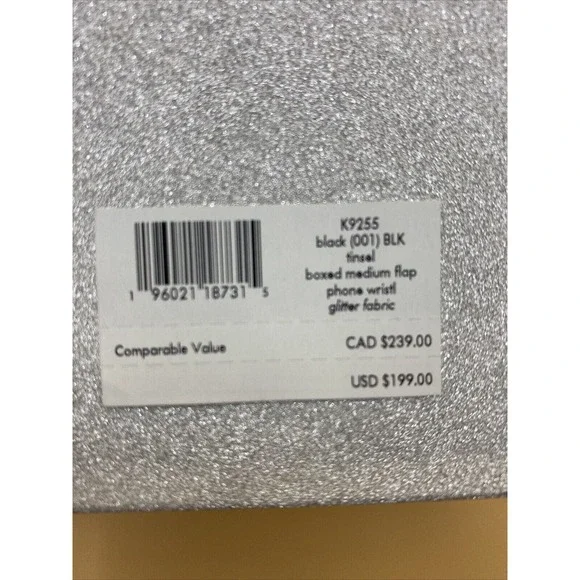 1 96021 18731 5
K9255
black (001) BLK
tinsel
boxed medium flap
phone wristl
glitter fabric
Comparable Value
CAD $239.00
USD $199.00